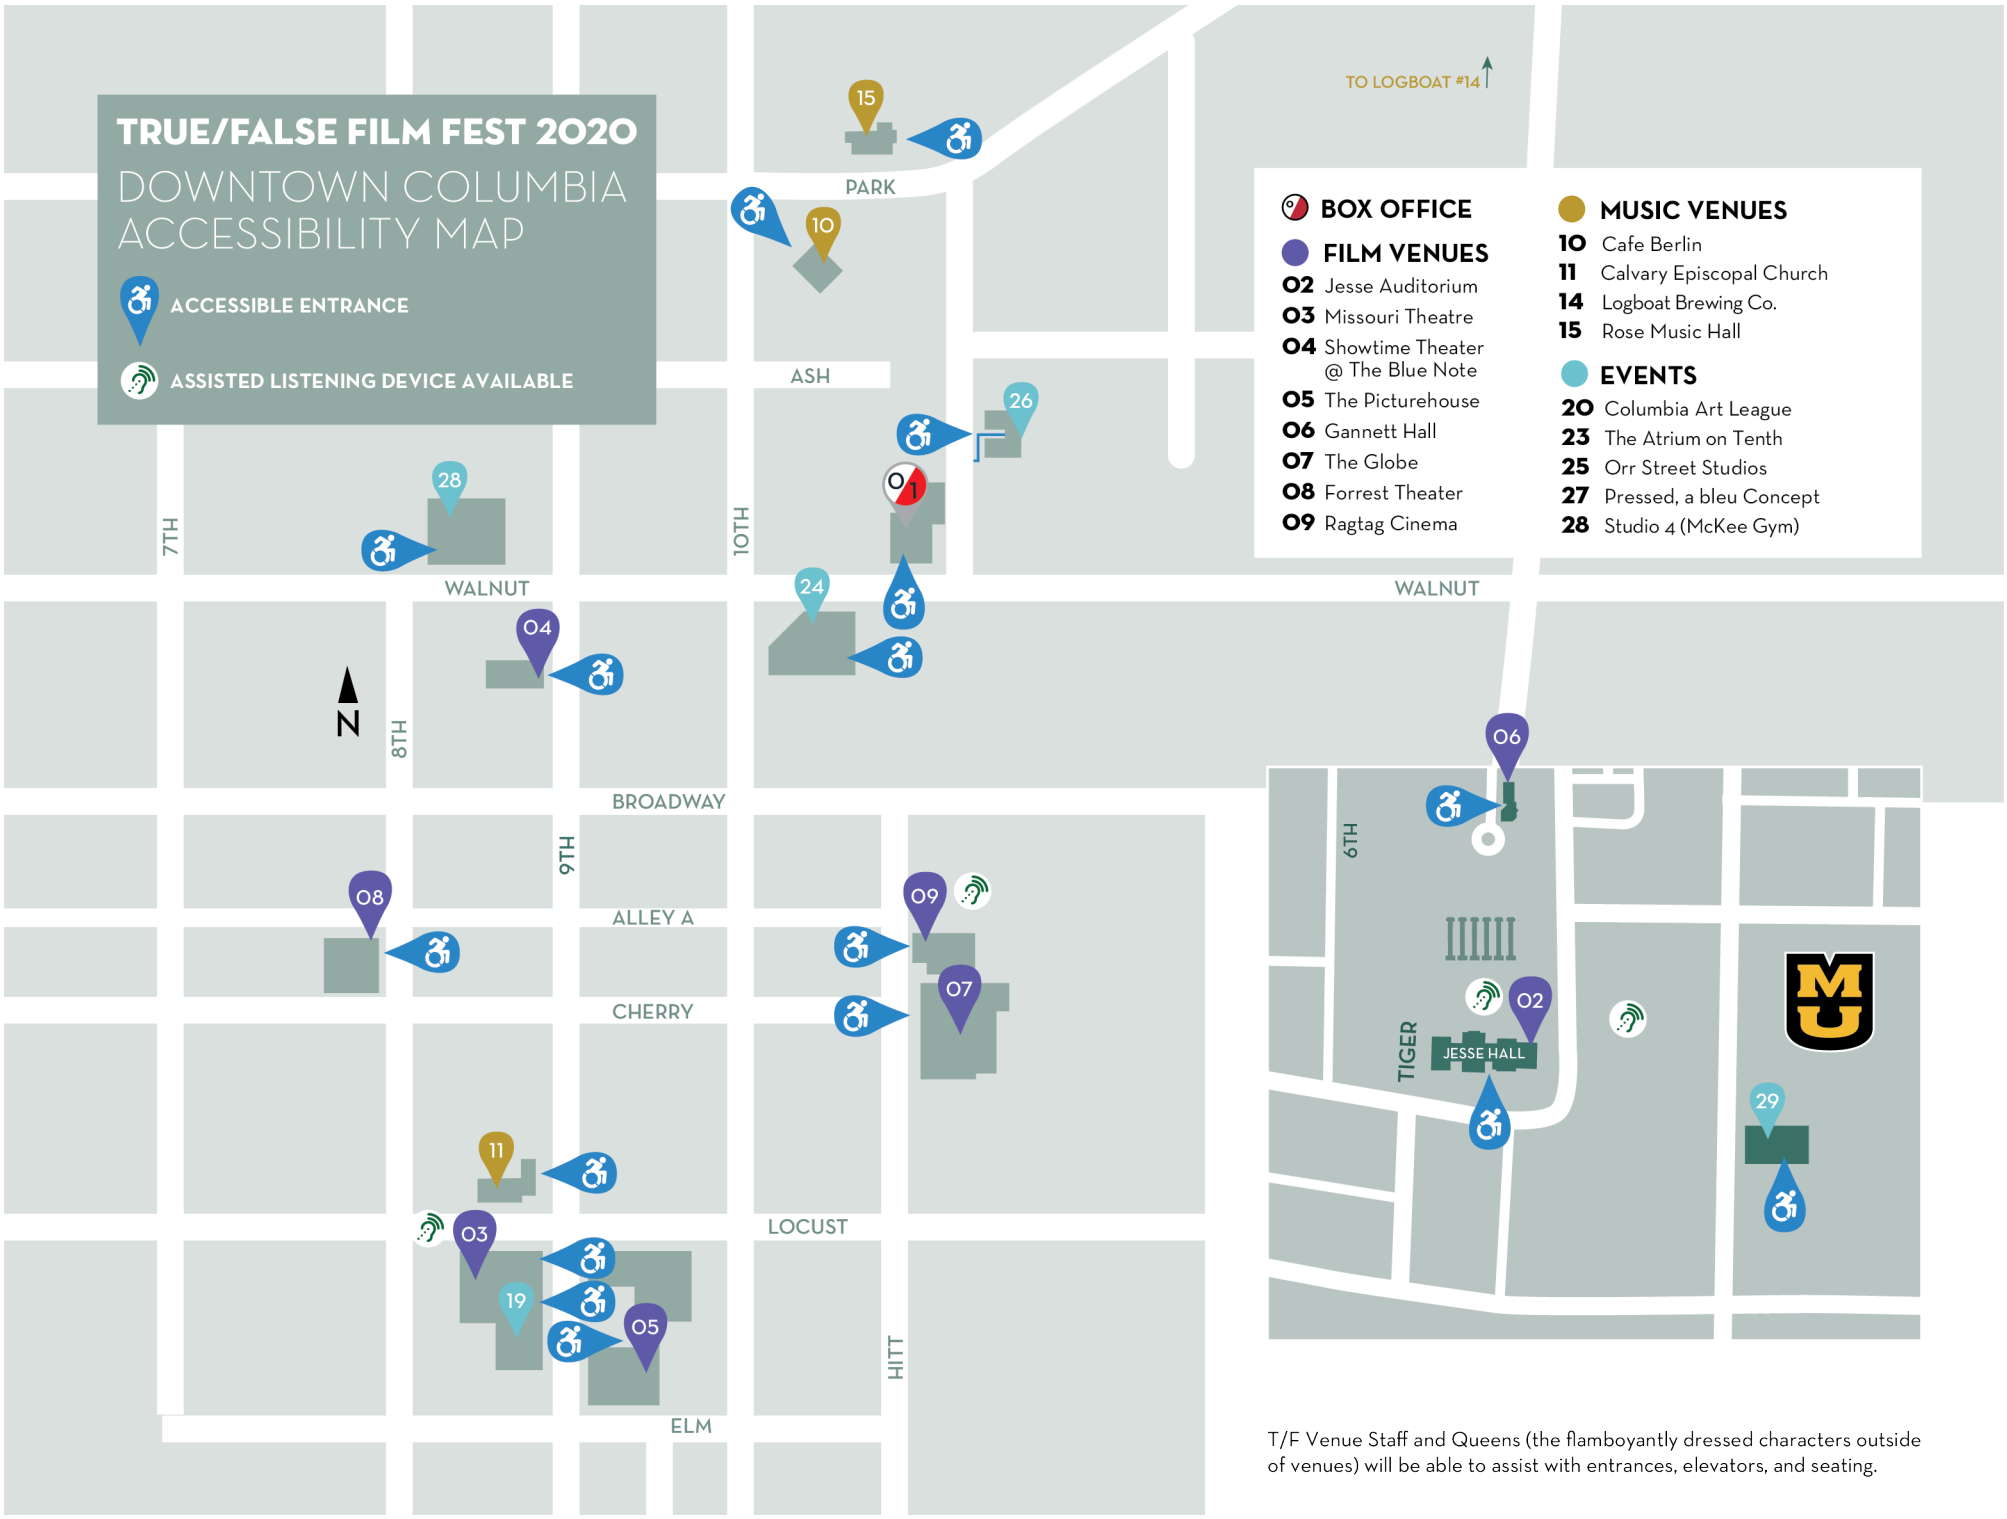 TRUE/FALSE FILM FEST 2020
DOWNTOWN COLUMBIA
ACCESSIBILITY MAP
ACCESSIBLE ENTRANCE
ASSISTED LISTENING DEVICE AVAILABLE
TO LOGBOAT #14
BOX OFFICE
FILM VENUES
02 Jesse Auditorium
03 Missouri Theatre
04 Showtime Theater
@ The Blue Note
05 The Picturehouse
06 Gannett Hall
07 The Globe
08 Forrest Theater
09 Ragtag Cinema
MUSIC VENUES
10 Cafe Berlin
11 Calvary Episcopal Church
14 Logboat Brewing Co.
15 Rose Music Hall
EVENTS
20 Columbia Art League
23 The Atrium on Tenth
25 Orr Street Studios
27 Pressed, a bleu Concept
28 Studio 4 (McKee Gym)
15
PARK
10
ASH
26
28
01
7TH
10TH
24
WALNUT
WALNUT
04
N
8TH
06
BROADWAY
9TH
6TH
08
09
ALLEY A
07
CHERRY
02
JESSE HALL
TIGER
MU
29
11
03
LOCUST
19
05
HITT
ELM
T/F Venue Staff and Queens (the flamboyantly dressed characters outside
of venues) will be able to assist with entrances, elevators, and seating.